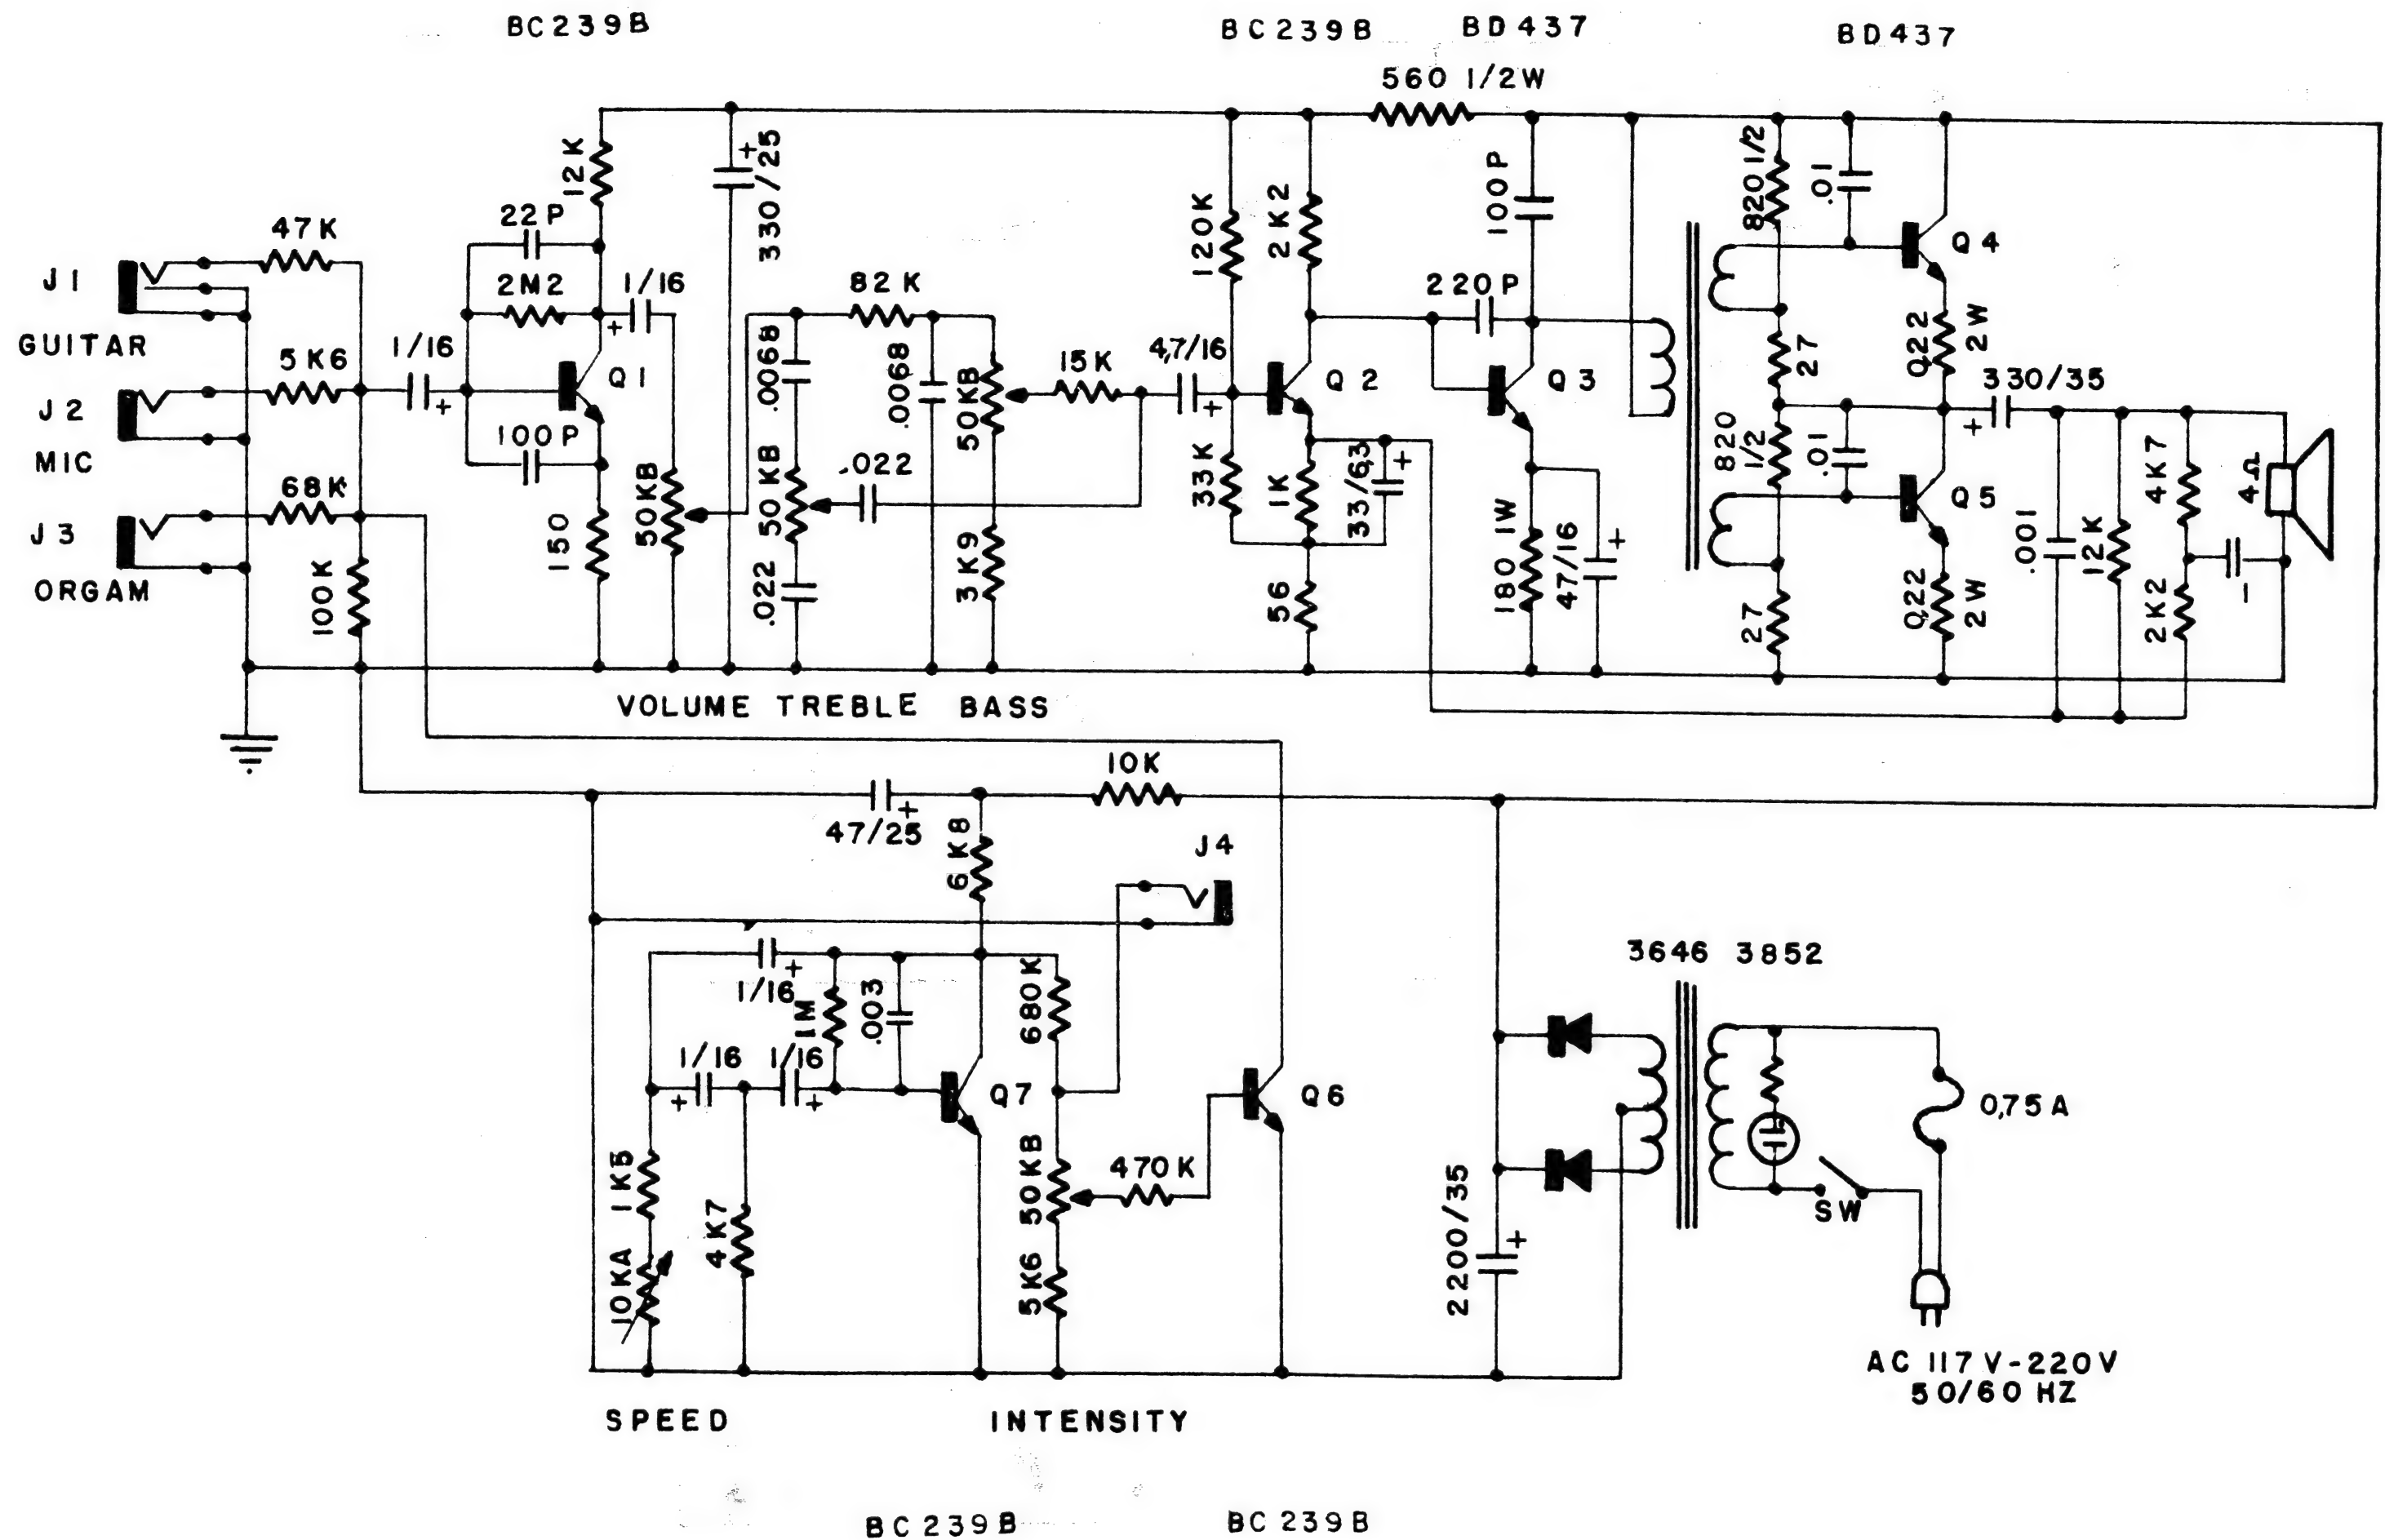 BC239B
BC239B
BD437
BD437
560 1/2W
12K
330/25
22P
47K
2M2
1/16
J1
GUITAR
5K6
1/16
Q1
J2
MIC
100P
68K
J3
ORGAM
100K
150
50KB
82K
.0068
.0068
50KB
15K
4,7/16
50KB
.022
.022
3K9
120K
2K2
Q2
33K
1K
33/6,3
56
100P
220P
Q3
180 1W
47/16
820 1/2
.01
Q4
27
0,22
2W
330/35
820
1/2
.01
Q5
27
0,22
2W
.001
12K
4K7
2K2
4Ω
VOLUME TREBLE BASS
10K
47/25
6K8
J4
1/16
1M
.003
680K
1/16
1/16
Q7
Q6
1K5
10KA
4K7
50KB
470K
5K6
3646 3852
2200/35
0,75A
SW
AC 117V-220V
50/60 HZ
SPEED
INTENSITY
BC239B
BC239B